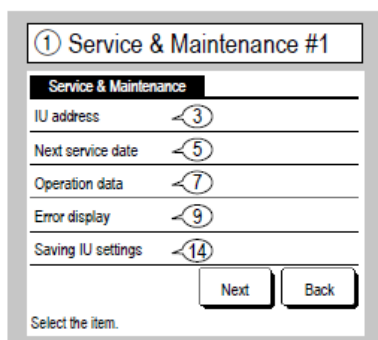 ① Service & Maintenance #1
Service & Maintenance
IU address ③
Next service date ⑤
Operation data ⑦
Error display ⑨
Saving IU settings ⑭
Next Back
Select the item.